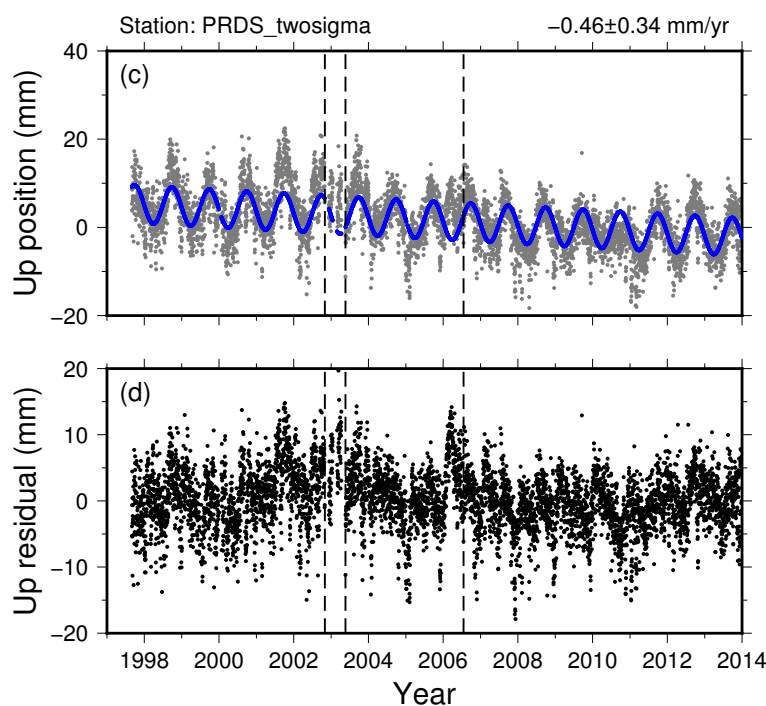 Station: PRDS_twosigma −0.46±0.34 mm/yr
(c)
Up position (mm)
40
20
0
−20
(d)
Up residual (mm)
20
10
0
−10
−20
1998 2000 2002 2004 2006 2008 2010 2012 2014
Year